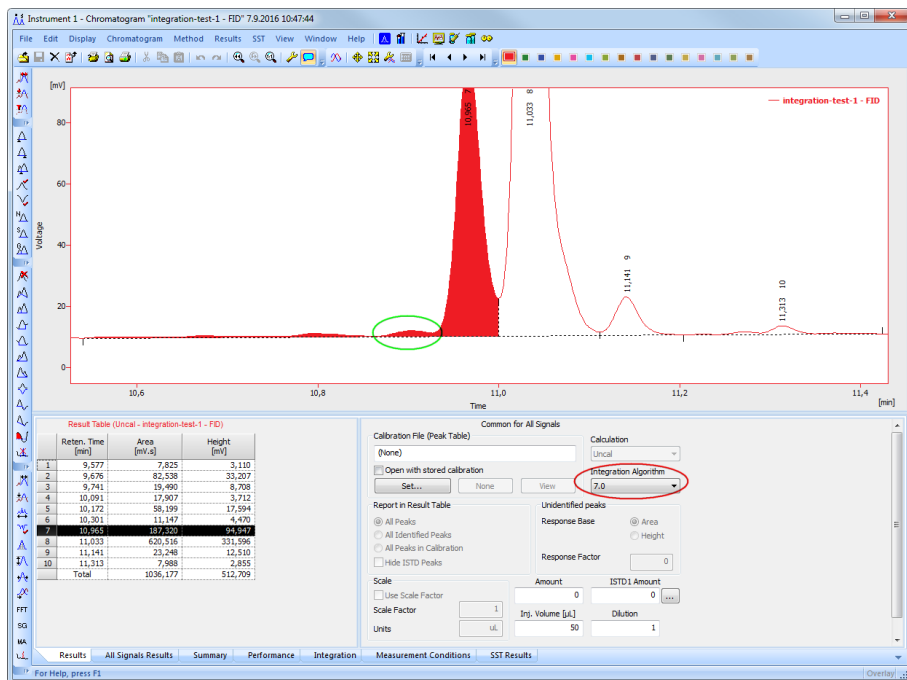 Instrument 1 - Chromatogram "integration-test-1 - FID" 7.9.2016 10:47:44
File Edit Display Chromatogram Method Results SST View Window Help
[mV]
80
60
40
20
0
Voltage
10,965 7
11,033 8
11,141 9
11,313 10
integration-test-1 - FID
10,6 10,8 11,0 11,2 11,4
Time
[min]
N
S
θ
FFT
SG
MA
Result Table (Uncal - integration-test-1 - FID)
Reten. Time Area Height
[min] [mV.s] [mV]
1 9,577 7,825 3,110
2 9,676 82,538 33,207
3 9,741 19,490 8,708
4 10,091 17,907 3,712
5 10,172 58,199 17,594
6 10,301 11,147 4,470
7 10,965 187,320 94,947
8 11,033 620,516 331,596
9 11,141 23,248 12,510
10 11,313 7,988 2,855
Total 1036,177 512,709
Common for All Signals
Calibration File (Peak Table)
(None)
Open with stored calibration
Set... None View
Calculation
Uncal
Integration Algorithm
7.0
Report in Result Table
All Peaks
All Identified Peaks
All Peaks in Calibration
Hide ISTD Peaks
Unidentified peaks
Response Base Area
Height
Response Factor 0
Scale
Use Scale Factor
Scale Factor 1
Units uL
Amount ISTD1 Amount
0 0 ...
Inj. Volume [µL] Dilution
50 1
Results All Signals Results Summary Performance Integration Measurement Conditions SST Results
For Help, press F1
Overlay